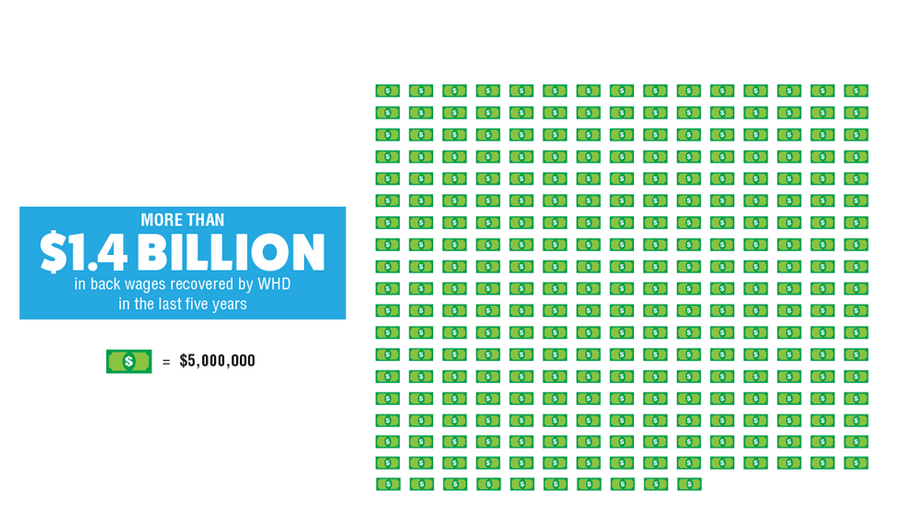 MORE THAN
$1.4 BILLION
in back wages recovered by WHD
in the last five years
$ = $5,000,000